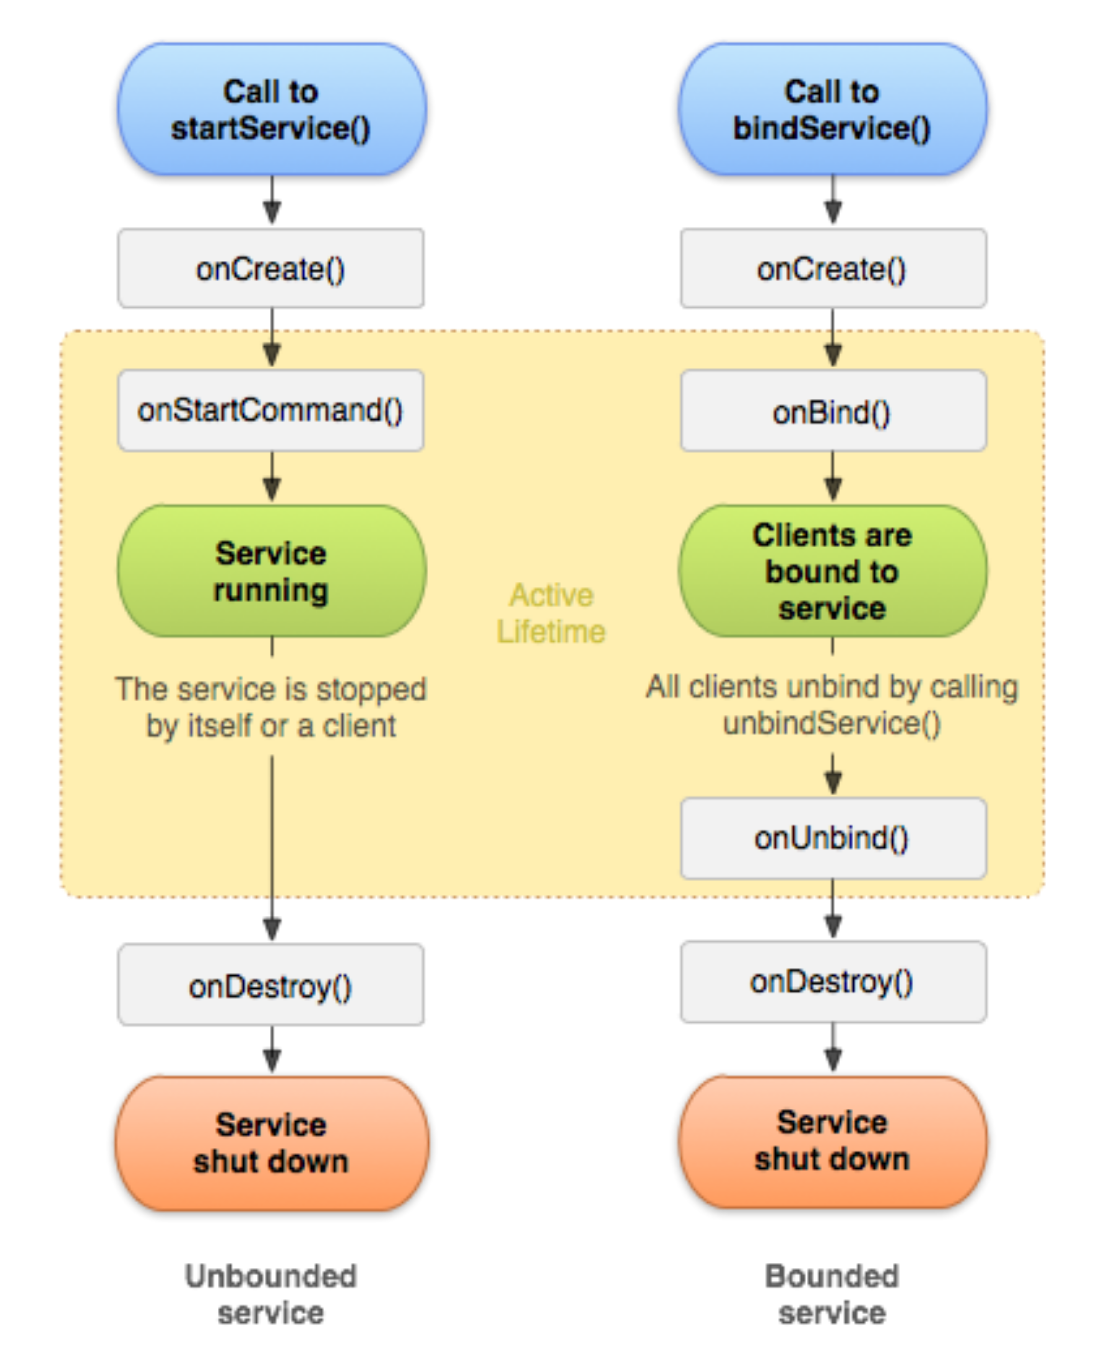 Call to
startService()
onCreate()
onStartCommand()
Service
running
The service is stopped
by itself or a client
onDestroy()
Service
shut down
Unbounded
service
Active
Lifetime
Call to
bindService()
onCreate()
onBind()
Clients are
bound to
service
All clients unbind by calling
unbindService()
onUnbind()
onDestroy()
Service
shut down
Bounded
service